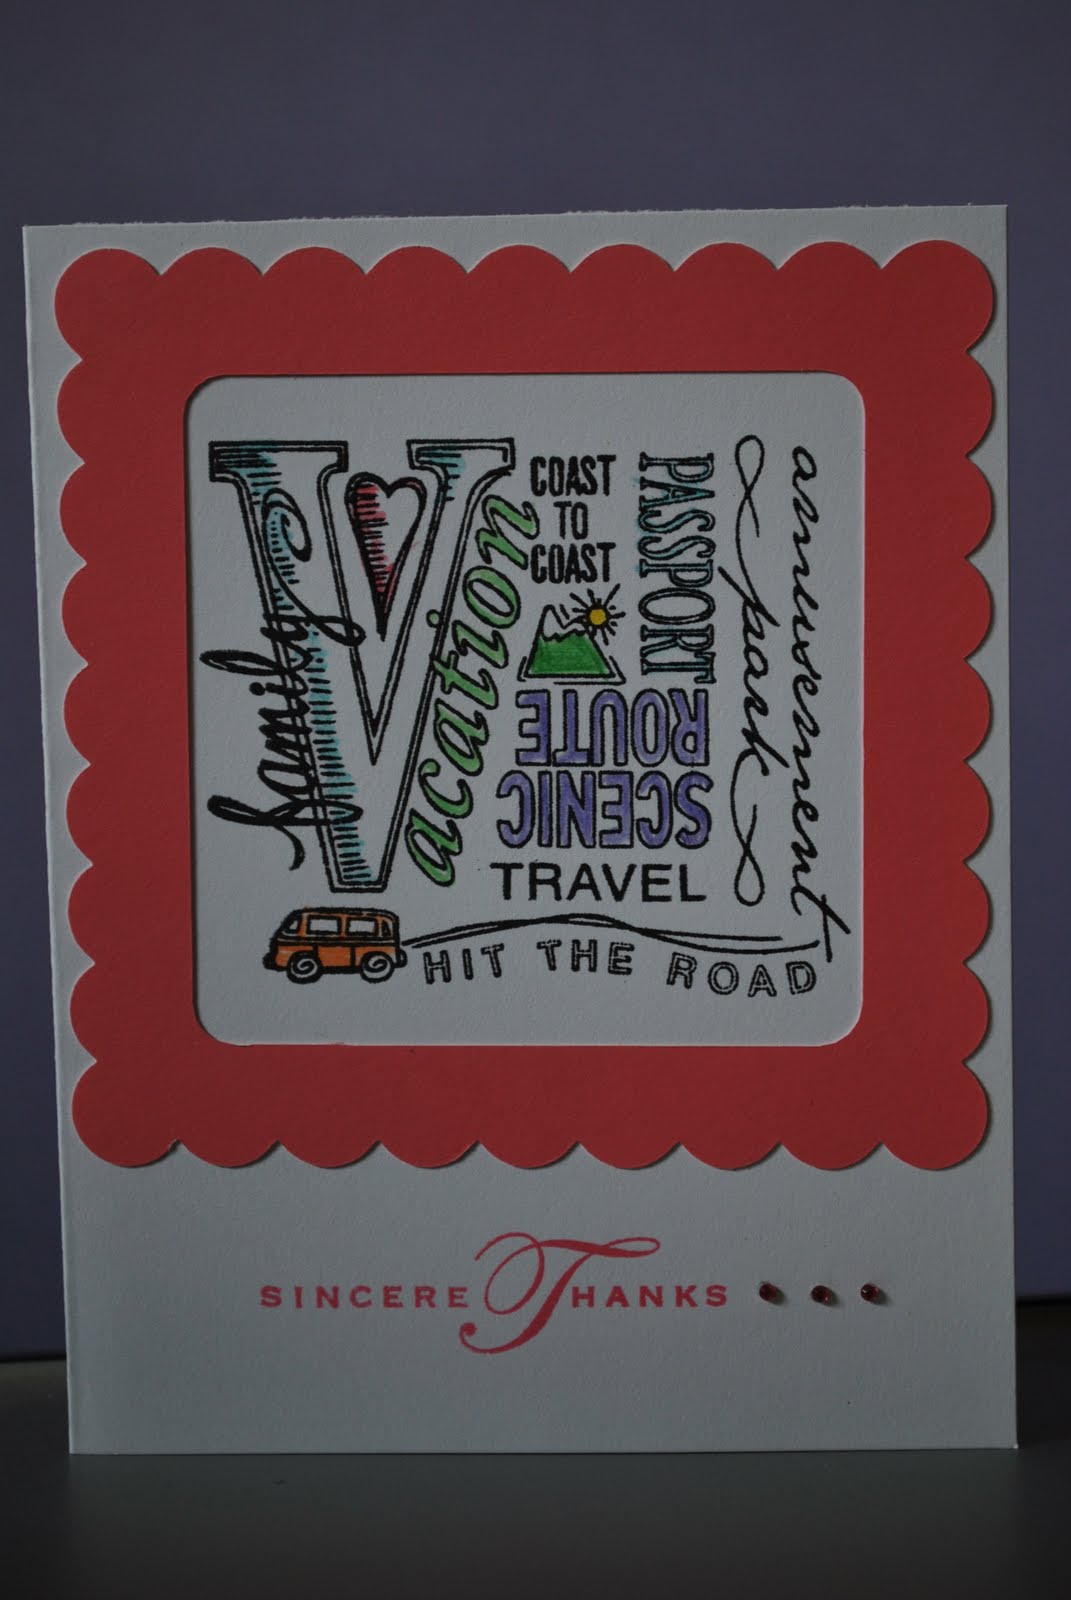 family
Vacation
COAST
TO
COAST
PASSPORT
amusement
park
SCENIC
ROUTE
TRAVEL
HIT THE ROAD
SINCERE THANKS